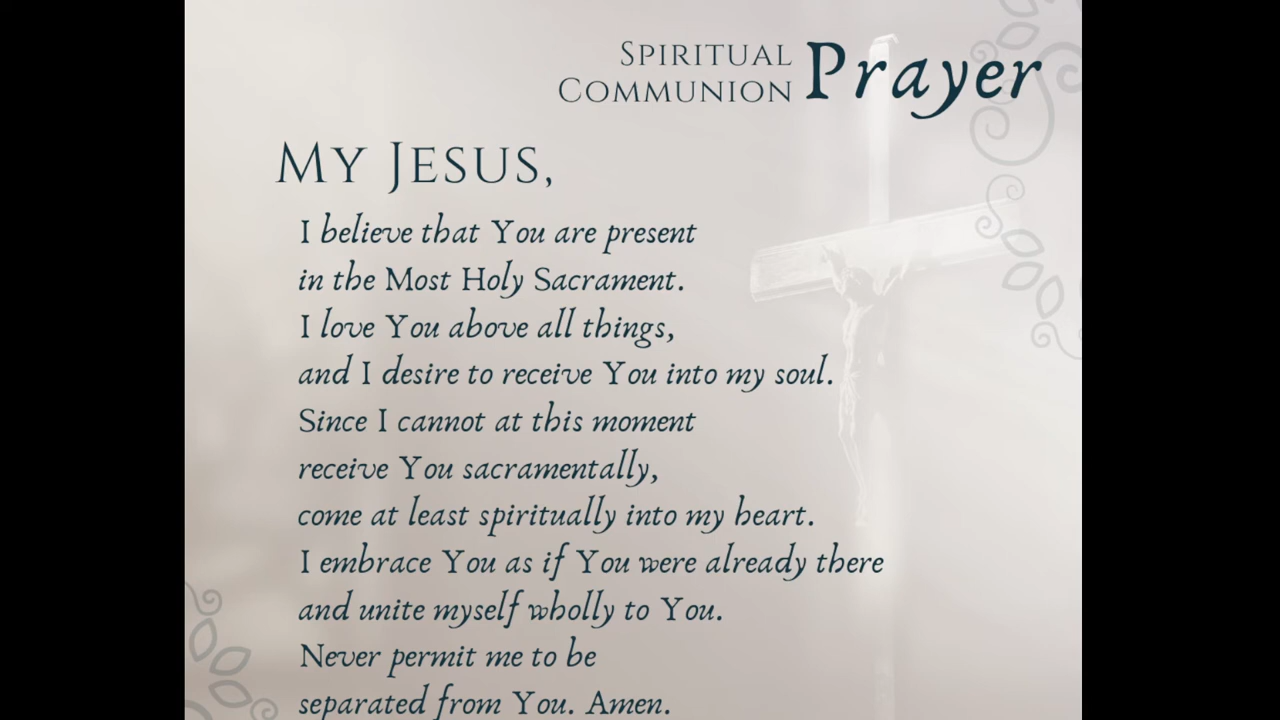 Spiritual
Communion Prayer
My Jesus,
I believe that You are present
in the Most Holy Sacrament.
I love You above all things,
and I desire to receive You into my soul.
Since I cannot at this moment
receive You sacramentally,
come at least spiritually into my heart.
I embrace You as if You were already there
and unite myself wholly to You.
Never permit me to be
separated from You. Amen.